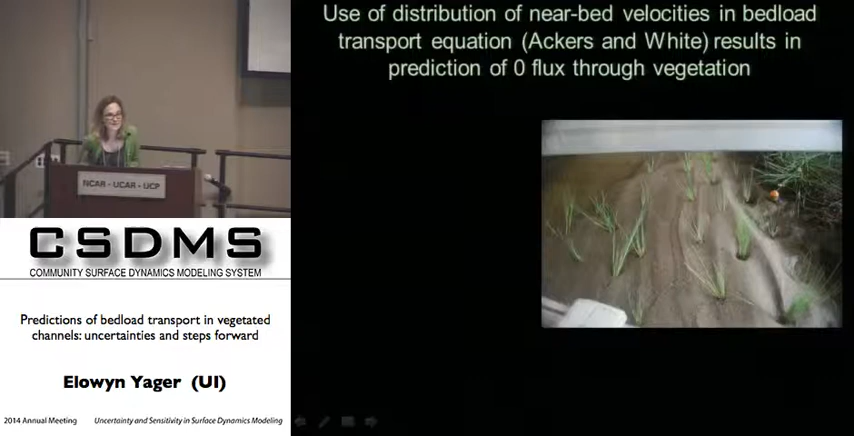 Use of distribution of near-bed velocities in bedload
transport equation (Ackers and White) results in
prediction of 0 flux through vegetation
NCAR - UCAR - UCP
CSDMS
COMMUNITY SURFACE DYNAMICS MODELING SYSTEM
Predictions of bedload transport in vegetated
channels: uncertainties and steps forward
Elowyn Yager (UI)
2014 Annual Meeting Uncertainty and Sensitivity in Surface Dynamics Modeling